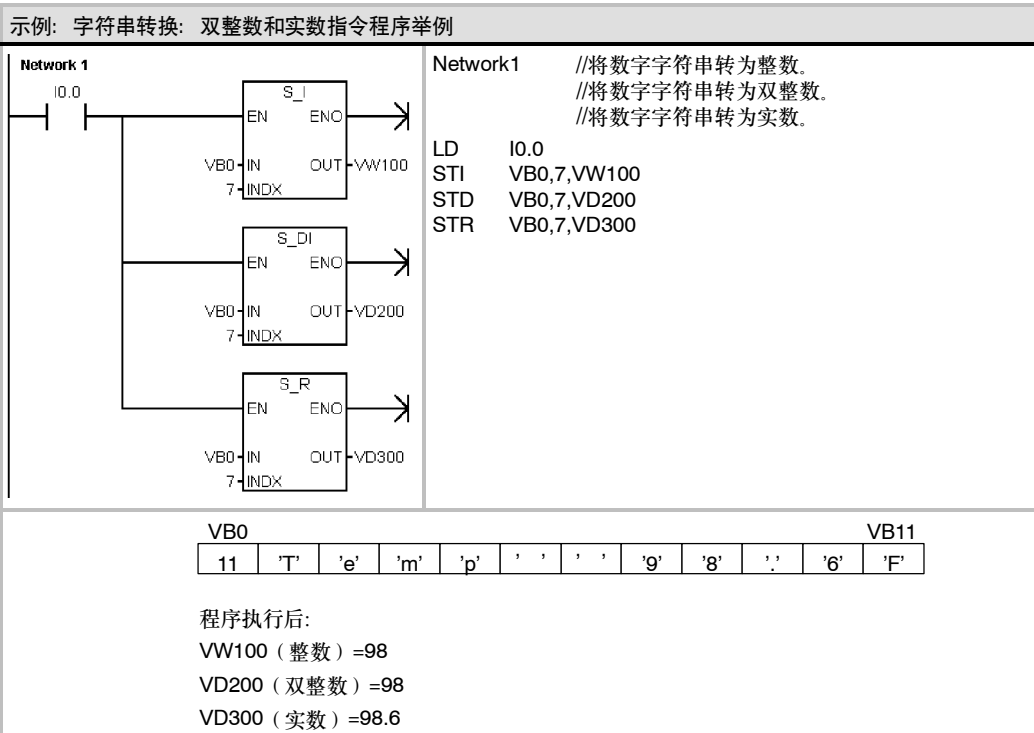 示例: 字符串转换: 双整数和实数指令程序举例
Network 1
I0.0
S_I
EN ENO
VB0 IN OUT VW100
7 INDX
S_DI
EN ENO
VB0 IN OUT VD200
7 INDX
S_R
EN ENO
VB0 IN OUT VD300
7 INDX
Network1 //将数字字符串转为整数。
//将数字字符串转为双整数。
//将数字字符串转为实数。
LD I0.0
STI VB0,7,VW100
STD VB0,7,VD200
STR VB0,7,VD300
VB0 VB11
11 ’T’ ’e’ ’m’ ’p’ ’ ’ ’ ’ ’9’ ’8’ ’.’ ’6’ ’F’
程序执行后:
VW100（整数）=98
VD200（双整数）=98
VD300（实数）=98.6